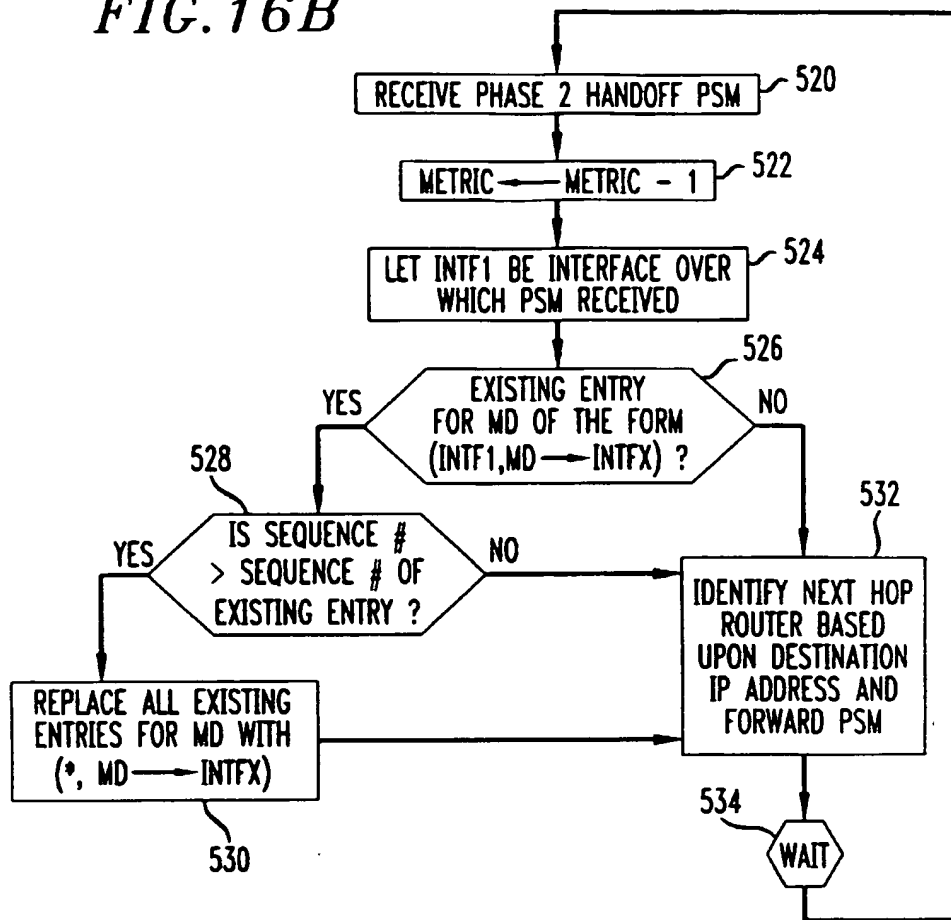 FIG. 16B
RECEIVE PHASE 2 HANDOFF PSM
520
METRIC ← METRIC - 1
522
LET INTF1 BE INTERFACE OVER
WHICH PSM RECEIVED
524
EXISTING ENTRY
FOR MD OF THE FORM
(INTF1,MD → INTFX) ?
526
YES
NO
528
IS SEQUENCE #
> SEQUENCE # OF
EXISTING ENTRY ?
YES
NO
532
IDENTIFY NEXT HOP
ROUTER BASED
UPON DESTINATION
IP ADDRESS AND
FORWARD PSM
REPLACE ALL EXISTING
ENTRIES FOR MD WITH
(*, MD → INTFX)
530
534
WAIT